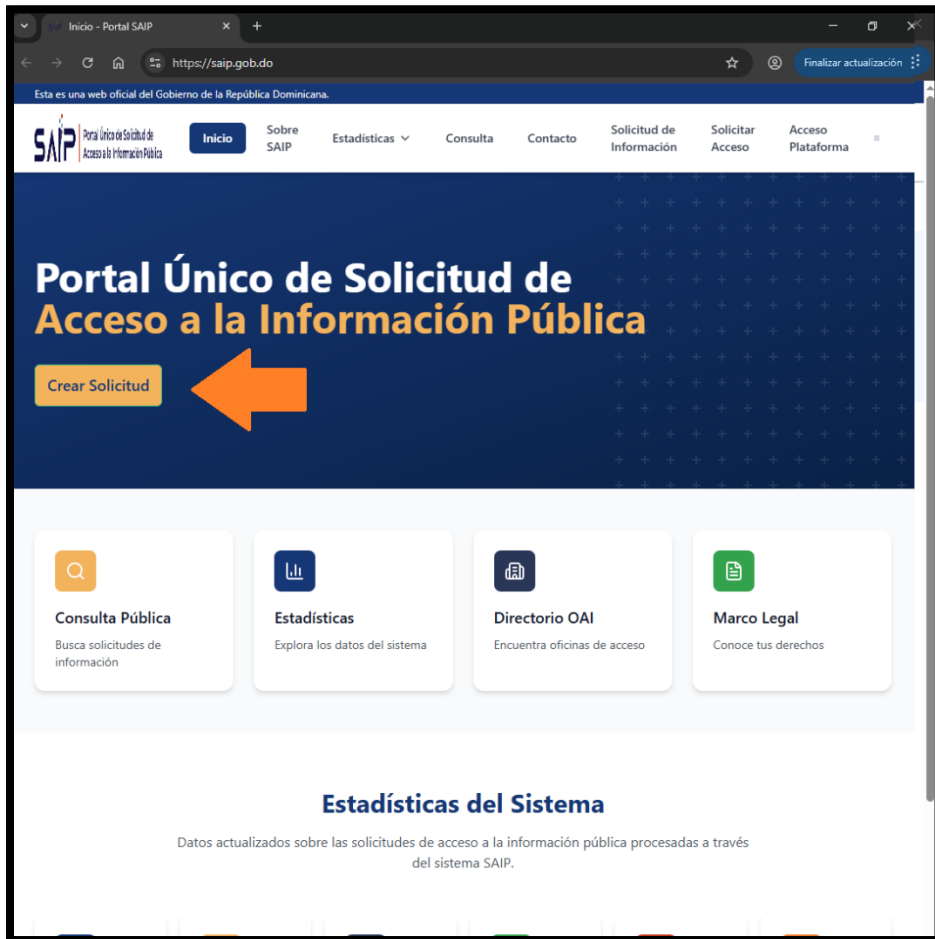 Inicio - Portal SAIP
https://saip.gob.do
Finalizar actualización
Esta es una web oficial del Gobierno de la República Dominicana.
SAIP
Portal Único de Solicitud de
Acceso a la Información Pública
Inicio
Sobre
SAIP
Estadísticas
Consulta
Contacto
Solicitud de
Información
Solicitar
Acceso
Acceso
Plataforma
Portal Único de Solicitud de
Acceso a la Información Pública
Crear Solicitud
Consulta Pública
Busca solicitudes de
información
Estadísticas
Explora los datos del sistema
Directorio OAI
Encuentra oficinas de acceso
Marco Legal
Conoce tus derechos
Estadísticas del Sistema
Datos actualizados sobre las solicitudes de acceso a la información pública procesadas a través
del sistema SAIP.